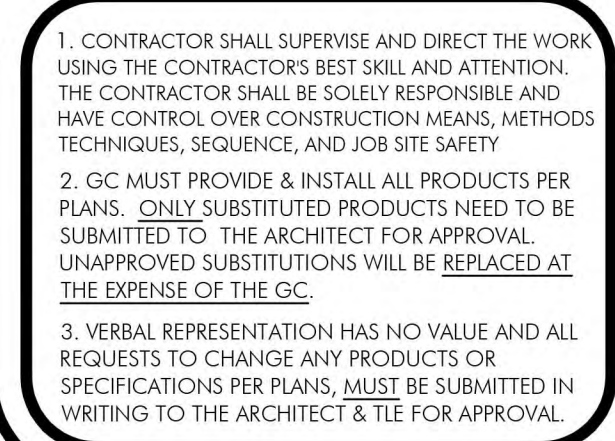 1. CONTRACTOR SHALL SUPERVISE AND DIRECT THE WORK
USING THE CONTRACTOR'S BEST SKILL AND ATTENTION.
THE CONTRACTOR SHALL BE SOLELY RESPONSIBLE AND
HAVE CONTROL OVER CONSTRUCTION MEANS, METHODS
TECHNIQUES, SEQUENCE, AND JOB SITE SAFETY
2. GC MUST PROVIDE & INSTALL ALL PRODUCTS PER
PLANS. ONLY SUBSTITUTED PRODUCTS NEED TO BE
SUBMITTED TO THE ARCHITECT FOR APPROVAL.
UNAPPROVED SUBSTITUTIONS WILL BE REPLACED AT
THE EXPENSE OF THE GC.
3. VERBAL REPRESENTATION HAS NO VALUE AND ALL
REQUESTS TO CHANGE ANY PRODUCTS OR
SPECIFICATIONS PER PLANS, MUST BE SUBMITTED IN
WRITING TO THE ARCHITECT & TLE FOR APPROVAL.